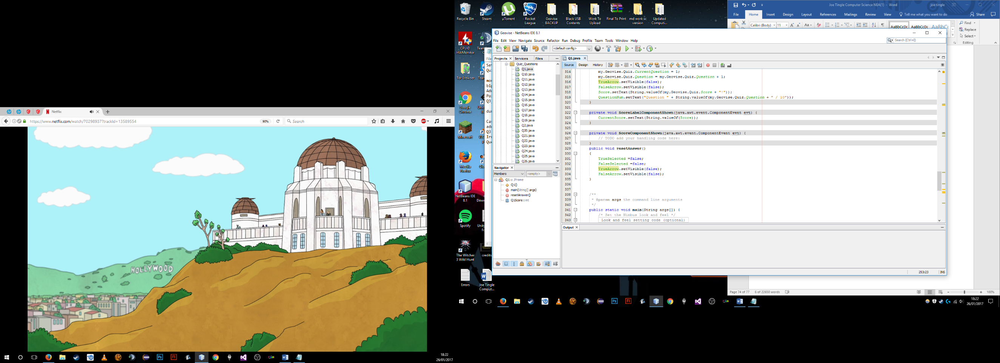 Netflix
https://www.netflix.com/watch/70298937?trackId=13589554
90%
Search
HOLLYWOOD
18:22
26/01/2017
Recycle Bin
Steam
µTorrent
Rocket League
Geovise BACKUP
Black USB Contents
Work To Upload
Final To Print
md work sc version
Updated Computi...
CPUID HWMonitor
Tor Browser
Google Chrome
Minecraft
Mozilla Firefox
NetBeans IDE 8.1
Spotify
The Witcher 3 Wild Hunt
credits
Errors
Joe Tingle Comput...
Joe Tingle Computer Science NEA(1) - Word
joe tingle
File Home Insert Design Layout References Mailings Review View Tell me what you want to do Share
Calibri (Body) 11
AaBbCcDc AaBbCcDc AaBbC
Find
Replace
Select
Editing
Geovise - NetBeans IDE 8.1
File Edit View Navigate Source Refactor Run Debug Profile Team Tools Window Help
Search (Ctrl+I)
<default config>
Projects Services Files
Quiz_Questions
Q1.java
Q10.java
Q11.java
Q12.java
Q13.java
Q14.java
Q15.java
Q16.java
Q17.java
Q18.java
Q19.java
Q2.java
Q20.java
Q21.java
Q22.java
Q23.java
Q24.java
Q25.java
Q26.java
Navigator
Members <empty>
Q1 :: JFrame
Q1()
main(String[] args)
resetAnswer()
Q1Score : int
Q1.java
Source Design History
314 my.Geovise.Quiz.CurrentQuestion = 1;
315 my.Geovise.Quiz.Question = my.Geovise.Quiz.Question + 1;
316 TrueArrow.setVisible(false);
317 FalseArrow.setVisible(false);
318 Score.setText(String.valueOf(my.Geovise.Quiz.Score + "!"));
319 QuestionNum.setText("Question " + String.valueOf(my.Geovise.Quiz.Question + " / 10"));
320 }
321
322 private void ScoreLabelComponentShown(java.awt.event.ComponentEvent evt) {
323 CurrentScore.setText(String.valueOf(Score));
324 }
325
326 private void ScoreComponentShown(java.awt.event.ComponentEvent evt) {
327 // TODO add your handling code here:
328 }
329 public void resetAnswer()
330 {
331 TrueSelected =false;
332 FalseSelected =false;
333 TrueArrow.setVisible(false);
334 FalseArrow.setVisible(false);
335 }
336
337
338 /**
339 * @param args the command line arguments
340 */
341 public static void main(String args[]) {
342 /* Set the Nimbus look and feel */
343 Look and feel setting code (optional)
Output
253:23 INS
Page 74 of 77 6 of 22650 words
100%
18:22
26/01/2017